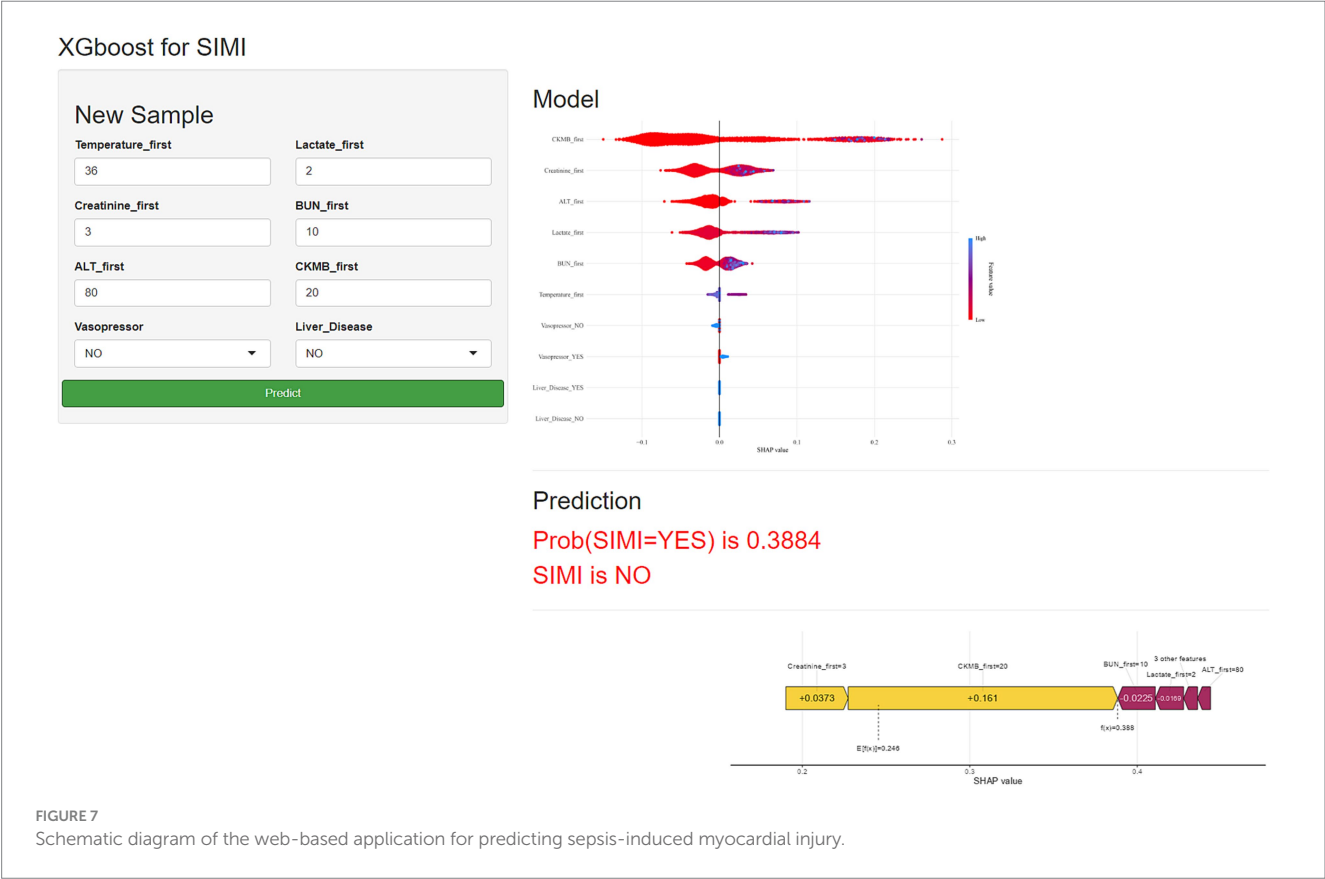 XGboost for SIMI
New Sample
Temperature_first
Lactate_first
36
2
Creatinine_first
BUN_first
3
10
ALT_first
CKMB_first
80
20
Vasopressor
Liver_Disease
NO
NO
Predict
Model
CKMB_first
Creatinine_first
ALT_first
Lactate_first
BUN_first
Temperature_first
Vasopressor_NO
Vasopressor_YES
Liver_Disease_YES
Liver_Disease_NO
−0.1
0.0
0.1
0.2
0.3
SHAP value
High
Feature value
Low
Prediction
Prob(SIMI=YES) is 0.3884
SIMI is NO
Creatinine_first=3
CKMB_first=20
BUN_first=10
3 other features
Lactate_first=2
ALT_first=80
+0.0373
+0.161
-0.0225
-0.0169
E[f(x)]=0.246
f(x)=0.388
0.2
0.3
0.4
SHAP value
FIGURE 7
Schematic diagram of the web-based application for predicting sepsis-induced myocardial injury.